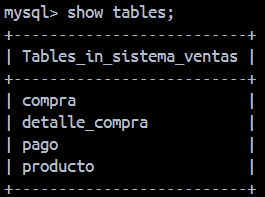 mysql> show tables;
+---------------------------+
| Tables_in_sistema_ventas |
+---------------------------+
| compra |
| detalle_compra |
| pago |
| producto |
+---------------------------+